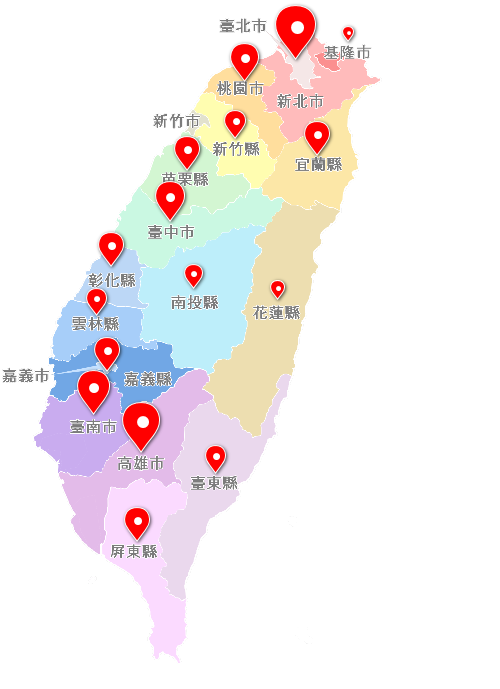 臺北市
基隆市
桃園市
新北市
新竹市
新竹縣
宜蘭縣
苗栗縣
臺中市
彰化縣
南投縣
花蓮縣
雲林縣
嘉義市
嘉義縣
臺南市
高雄市
臺東縣
屏東縣